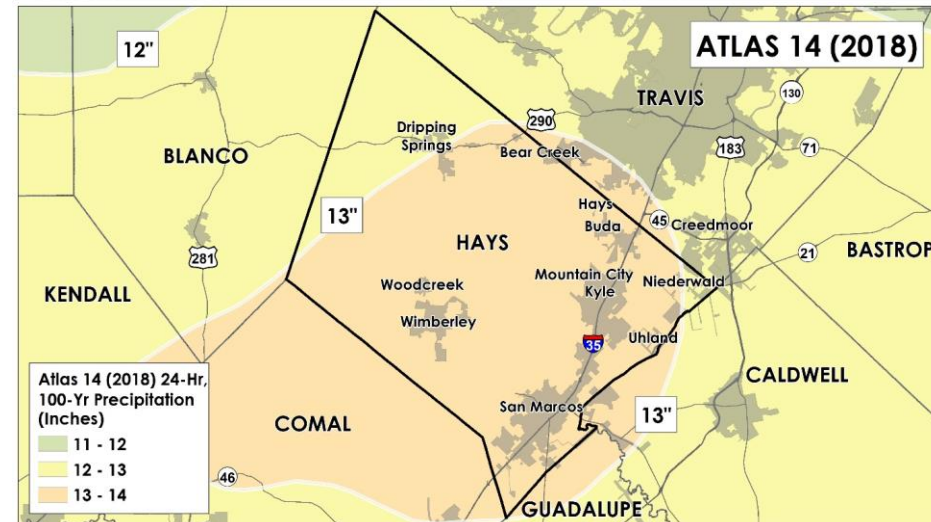 12"
ATLAS 14 (2018)
TRAVIS
130
290
Dripping
Springs
183
71
BLANCO
Bear Creek
Hays
13"
45
Creedmoor
Buda
HAYS
281
21
BASTROP
Mountain City
Niederwald
KENDALL
Woodcreek
Kyle
Wimberley
Uhland
35
Atlas 14 (2018) 24-Hr,
100-Yr Precipitation
(Inches)
11 - 12
12 - 13
13 - 14
CALDWELL
San Marcos
13"
COMAL
46
GUADALUPE